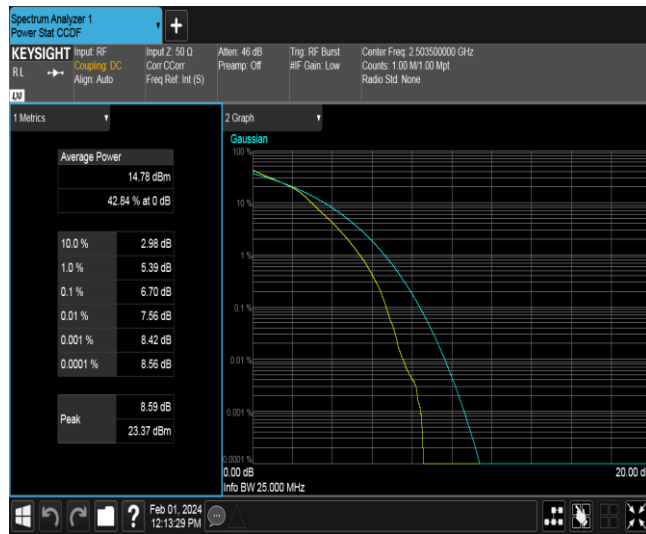 Spectrum Analyzer 1
Power Stat CCDF
+
KEYSIGHT
RL
LXI
Input: RF
Coupling: DC
Align: Auto
Input Z: 50 Ω
Corr CCorr
Freq Ref: Int (S)
Atten: 46 dB
Preamp: Off
Trig: RF Burst
#IF Gain: Low
Center Freq: 2.503500000 GHz
Counts: 1.00 M/1.00 Mpt
Radio Std: None
1 Metrics
Average Power
14.78 dBm
42.84 % at 0 dB
10.0 % 2.98 dB
1.0 % 5.39 dB
0.1 % 6.70 dB
0.01 % 7.56 dB
0.001 % 8.42 dB
0.0001 % 8.56 dB
Peak
8.59 dB
23.37 dBm
2 Graph
Gaussian
100 %
10 %
1 %
0.1 %
0.01 %
0.001 %
0.0001 %
0.00 dB 20.00 d
Info BW 25.000 MHz
?
Feb 01, 2024
12:13:29 PM